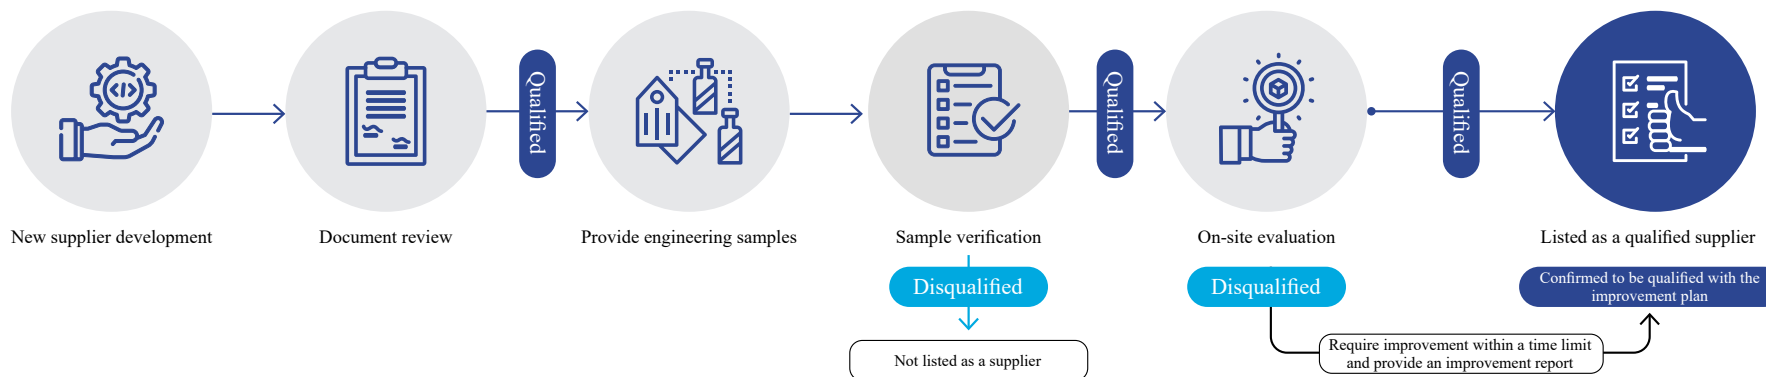 Qualified
Qualified
Qualified
New supplier development
Document review
Provide engineering samples
Sample verification
On-site evaluation
Listed as a qualified supplier
Disqualified
Disqualified
Confirmed to be qualified with the
improvement plan
Not listed as a supplier
Require improvement within a time limit
and provide an improvement report